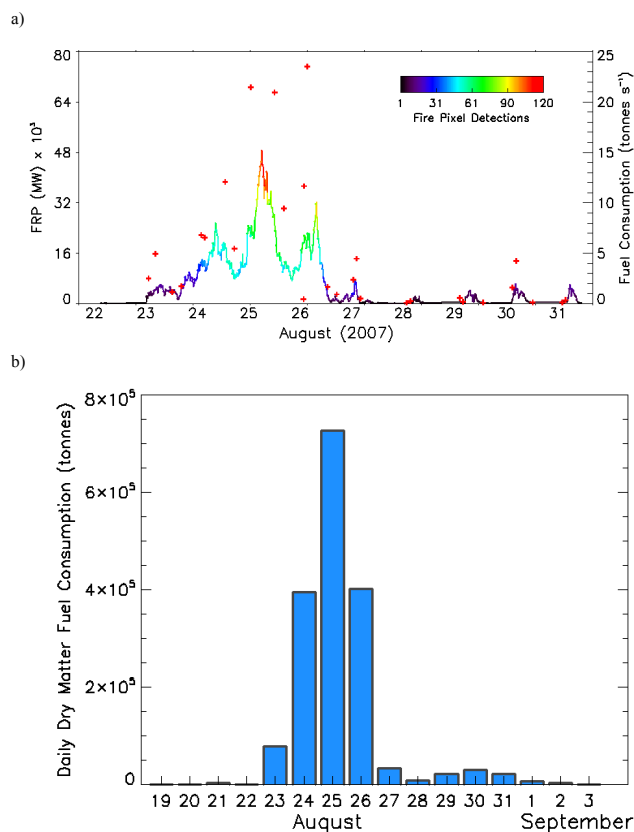 a)
80
64
48
32
16
0
FRP (MW) x 10³
25
20
15
10
5
0
Fuel Consumption (tonnes s⁻¹)
1 31 61 90 120
Fire Pixel Detections
22 23 24 25 26 27 28 29 30 31
August (2007)
b)
8×10⁵
6×10⁵
4×10⁵
2×10⁵
0
Daily Dry Matter Fuel Consumption (tonnes)
19 20 21 22 23 24 25 26 27 28 29 30 31 1 2 3
August September